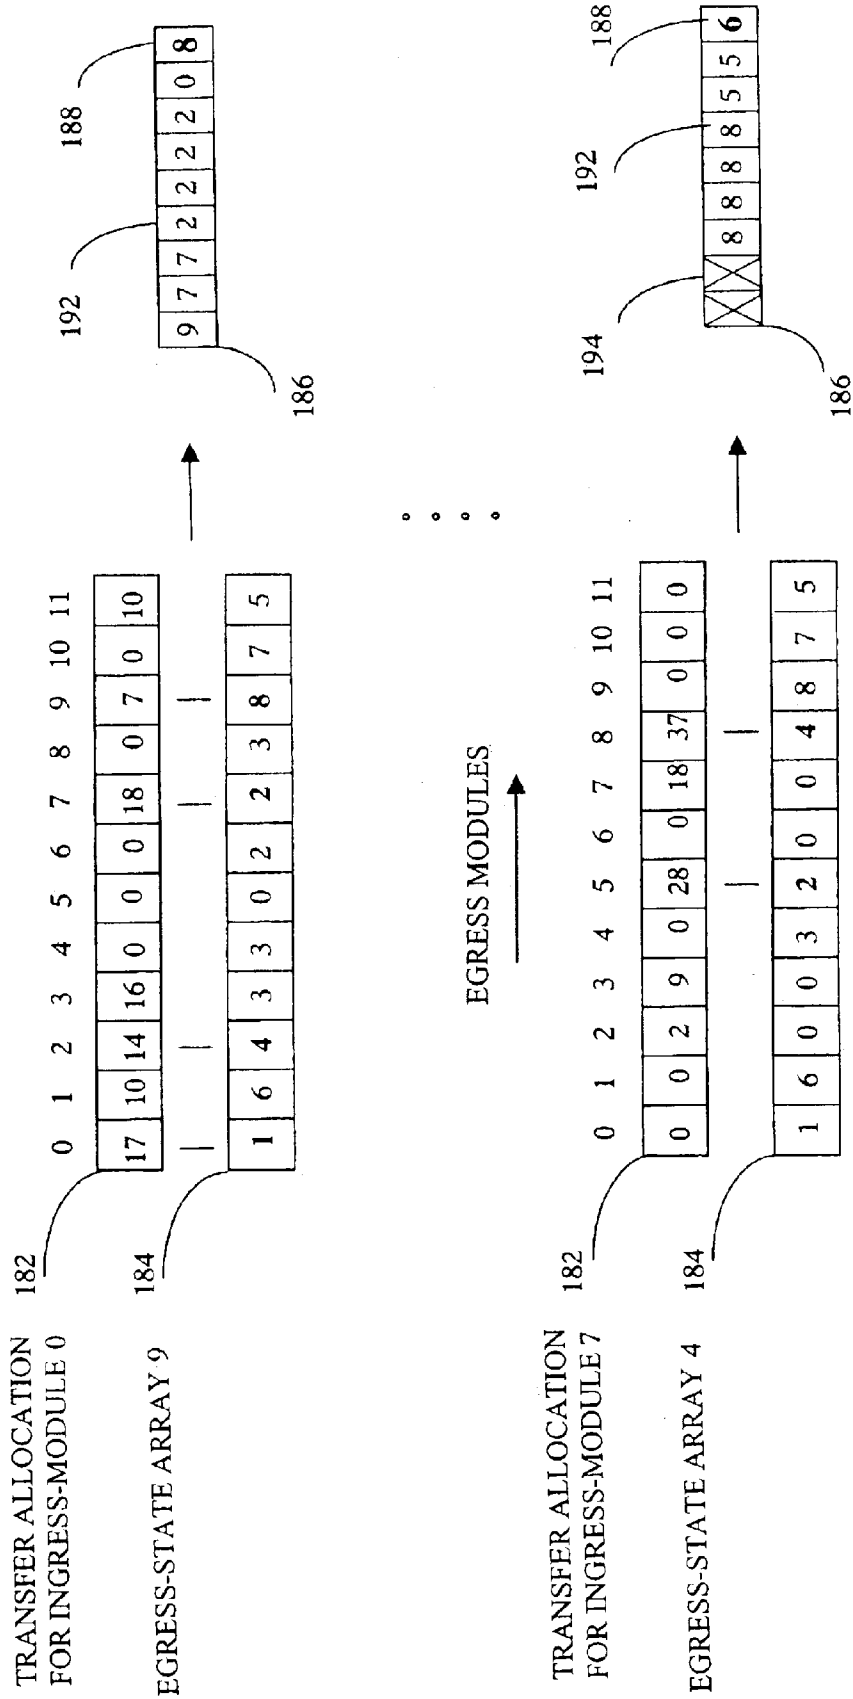 TRANSFER ALLOCATION
FOR INGRESS-MODULE 0
182
0 1 2 3 4 5 6 7 8 9 10 11
17 10 14 16 0 0 0 18 0 7 0 10
EGRESS-STATE ARRAY 9
184
1 6 4 3 3 0 2 2 3 8 7 5
192
188
9 7 7 2 2 2 2 0 8
186
EGRESS MODULES
TRANSFER ALLOCATION
FOR INGRESS-MODULE 7
182
0 1 2 3 4 5 6 7 8 9 10 11
0 0 2 9 0 28 0 18 37 0 0 0
EGRESS-STATE ARRAY 4
184
1 6 0 0 3 2 0 0 4 8 7 5
194
192
188
8 8 8 8 5 5 6
186